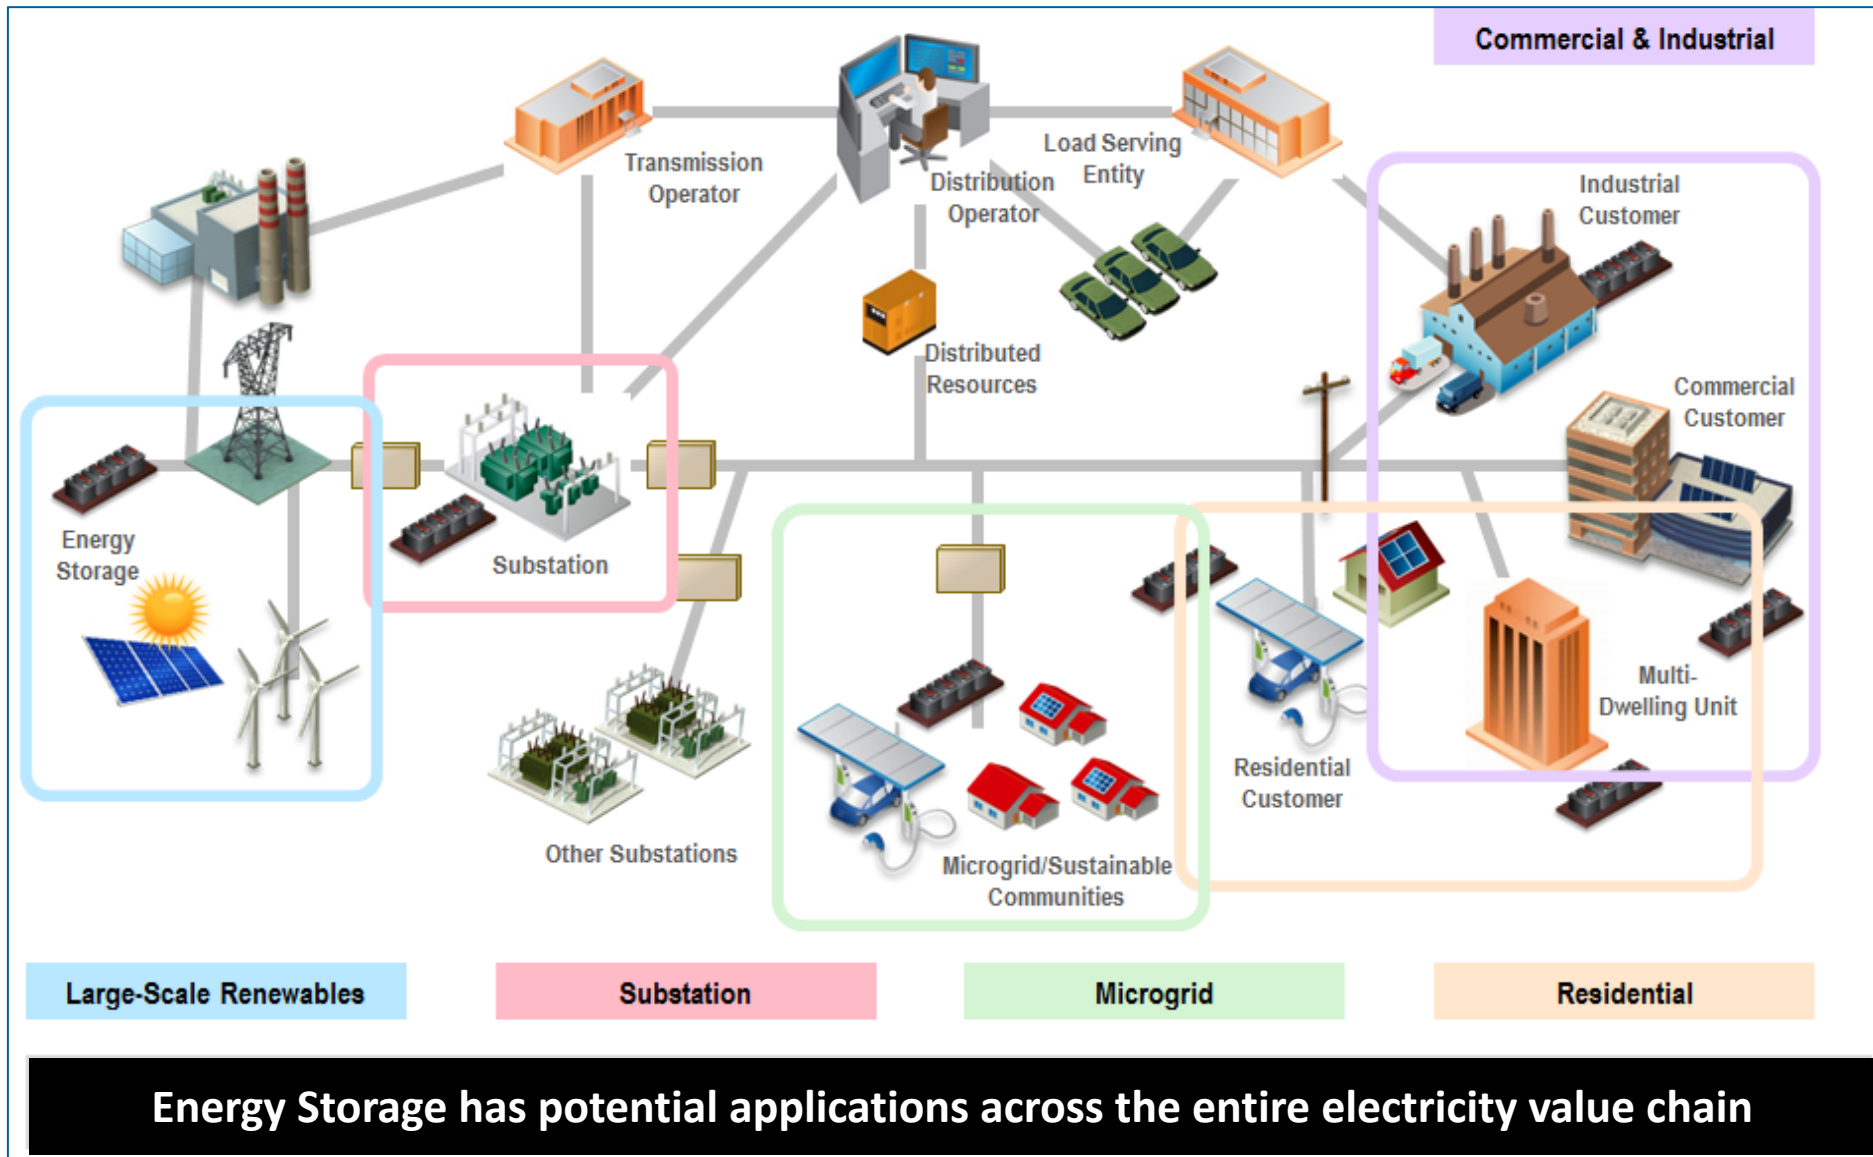 Commercial & Industrial
Transmission
Operator
Distribution
Operator
Load Serving
Entity
Industrial
Customer
Distributed
Resources
Commercial
Customer
Energy
Storage
Substation
Multi-
Dwelling Unit
Residential
Customer
Other Substations
Microgrid/Sustainable
Communities
Large-Scale Renewables
Substation
Microgrid
Residential
Energy Storage has potential applications across the entire electricity value chain